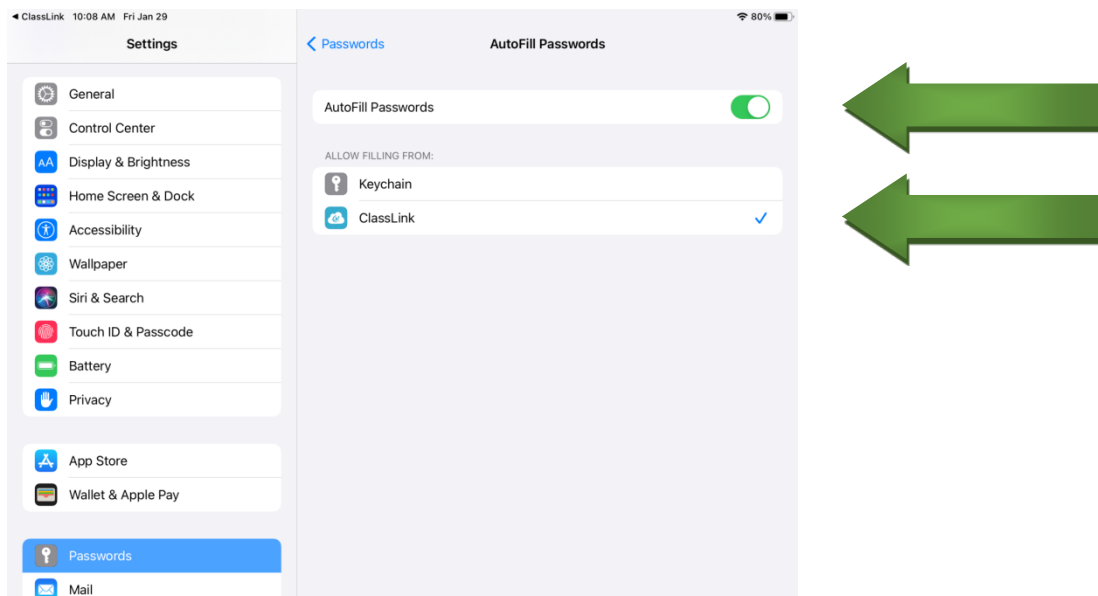 ◀ ClassLink 10:08 AM Fri Jan 29
80%
Settings
General
Control Center
AA Display & Brightness
Home Screen & Dock
Accessibility
Wallpaper
Siri & Search
Touch ID & Passcode
Battery
Privacy
App Store
Wallet & Apple Pay
Passwords
Mail
Passwords
AutoFill Passwords
AutoFill Passwords
ALLOW FILLING FROM:
Keychain
ClassLink